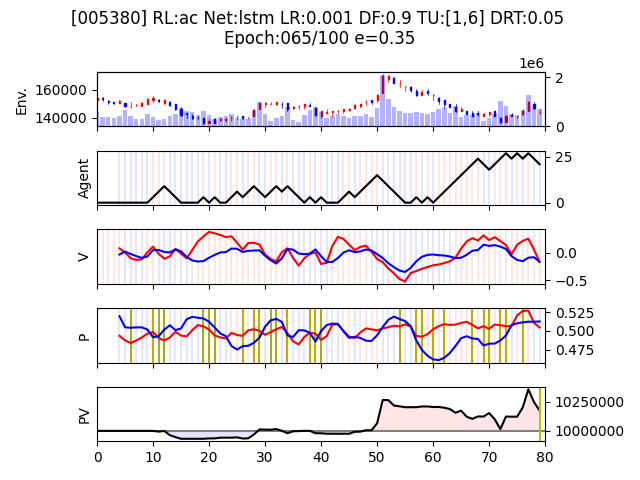 [005380] RL:ac Net:lstm LR:0.001 DF:0.9 TU:[1,6] DRT:0.05
Epoch:065/100 e=0.35
1e6
Env.
160000
140000
2
0
Agent
25
0
V
0.0
−0.5
P
0.525
0.500
0.475
PV
10250000
10000000
0 10 20 30 40 50 60 70 80